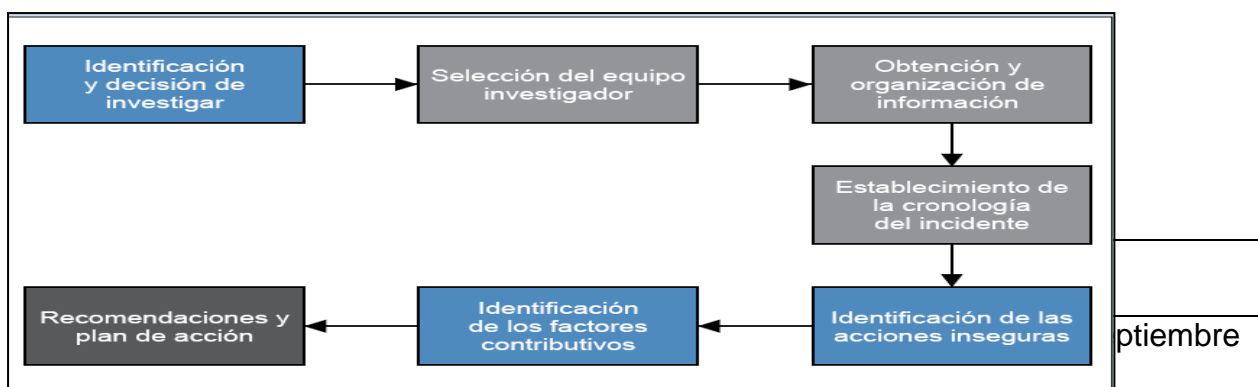 Identificación
y decisión de
investigar
Selección del equipo
investigador
Obtención y
organización de
información
Establecimiento de
la cronología
del incidente
Identificación de las
acciones inseguras
Identificación
de los factores
contributivos
Recomendaciones y
plan de acción
ptiembre